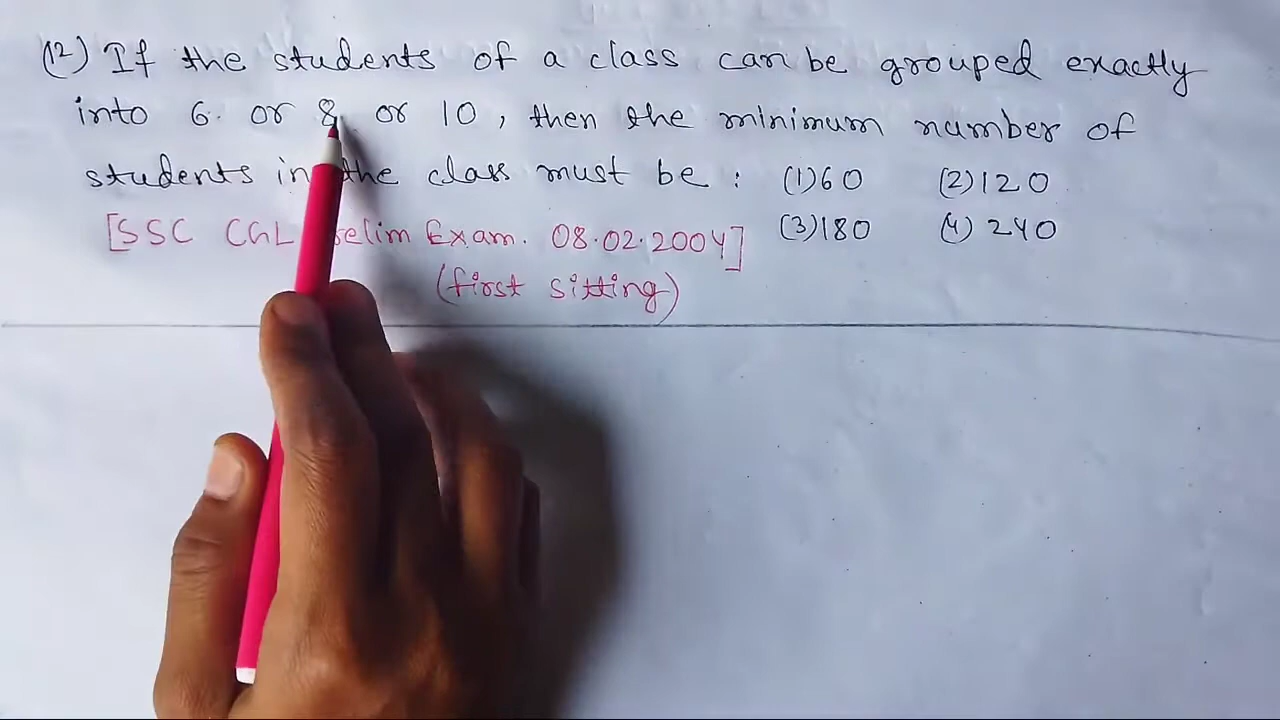 (12) If the students of a class can be grouped exactly
into 6 or 8 or 10, then the minimum number of
students in the class must be : (1) 60 (2) 120
[SSC CGL Exam. 08.02.2004] (3) 180 (4) 240
(first sitting)